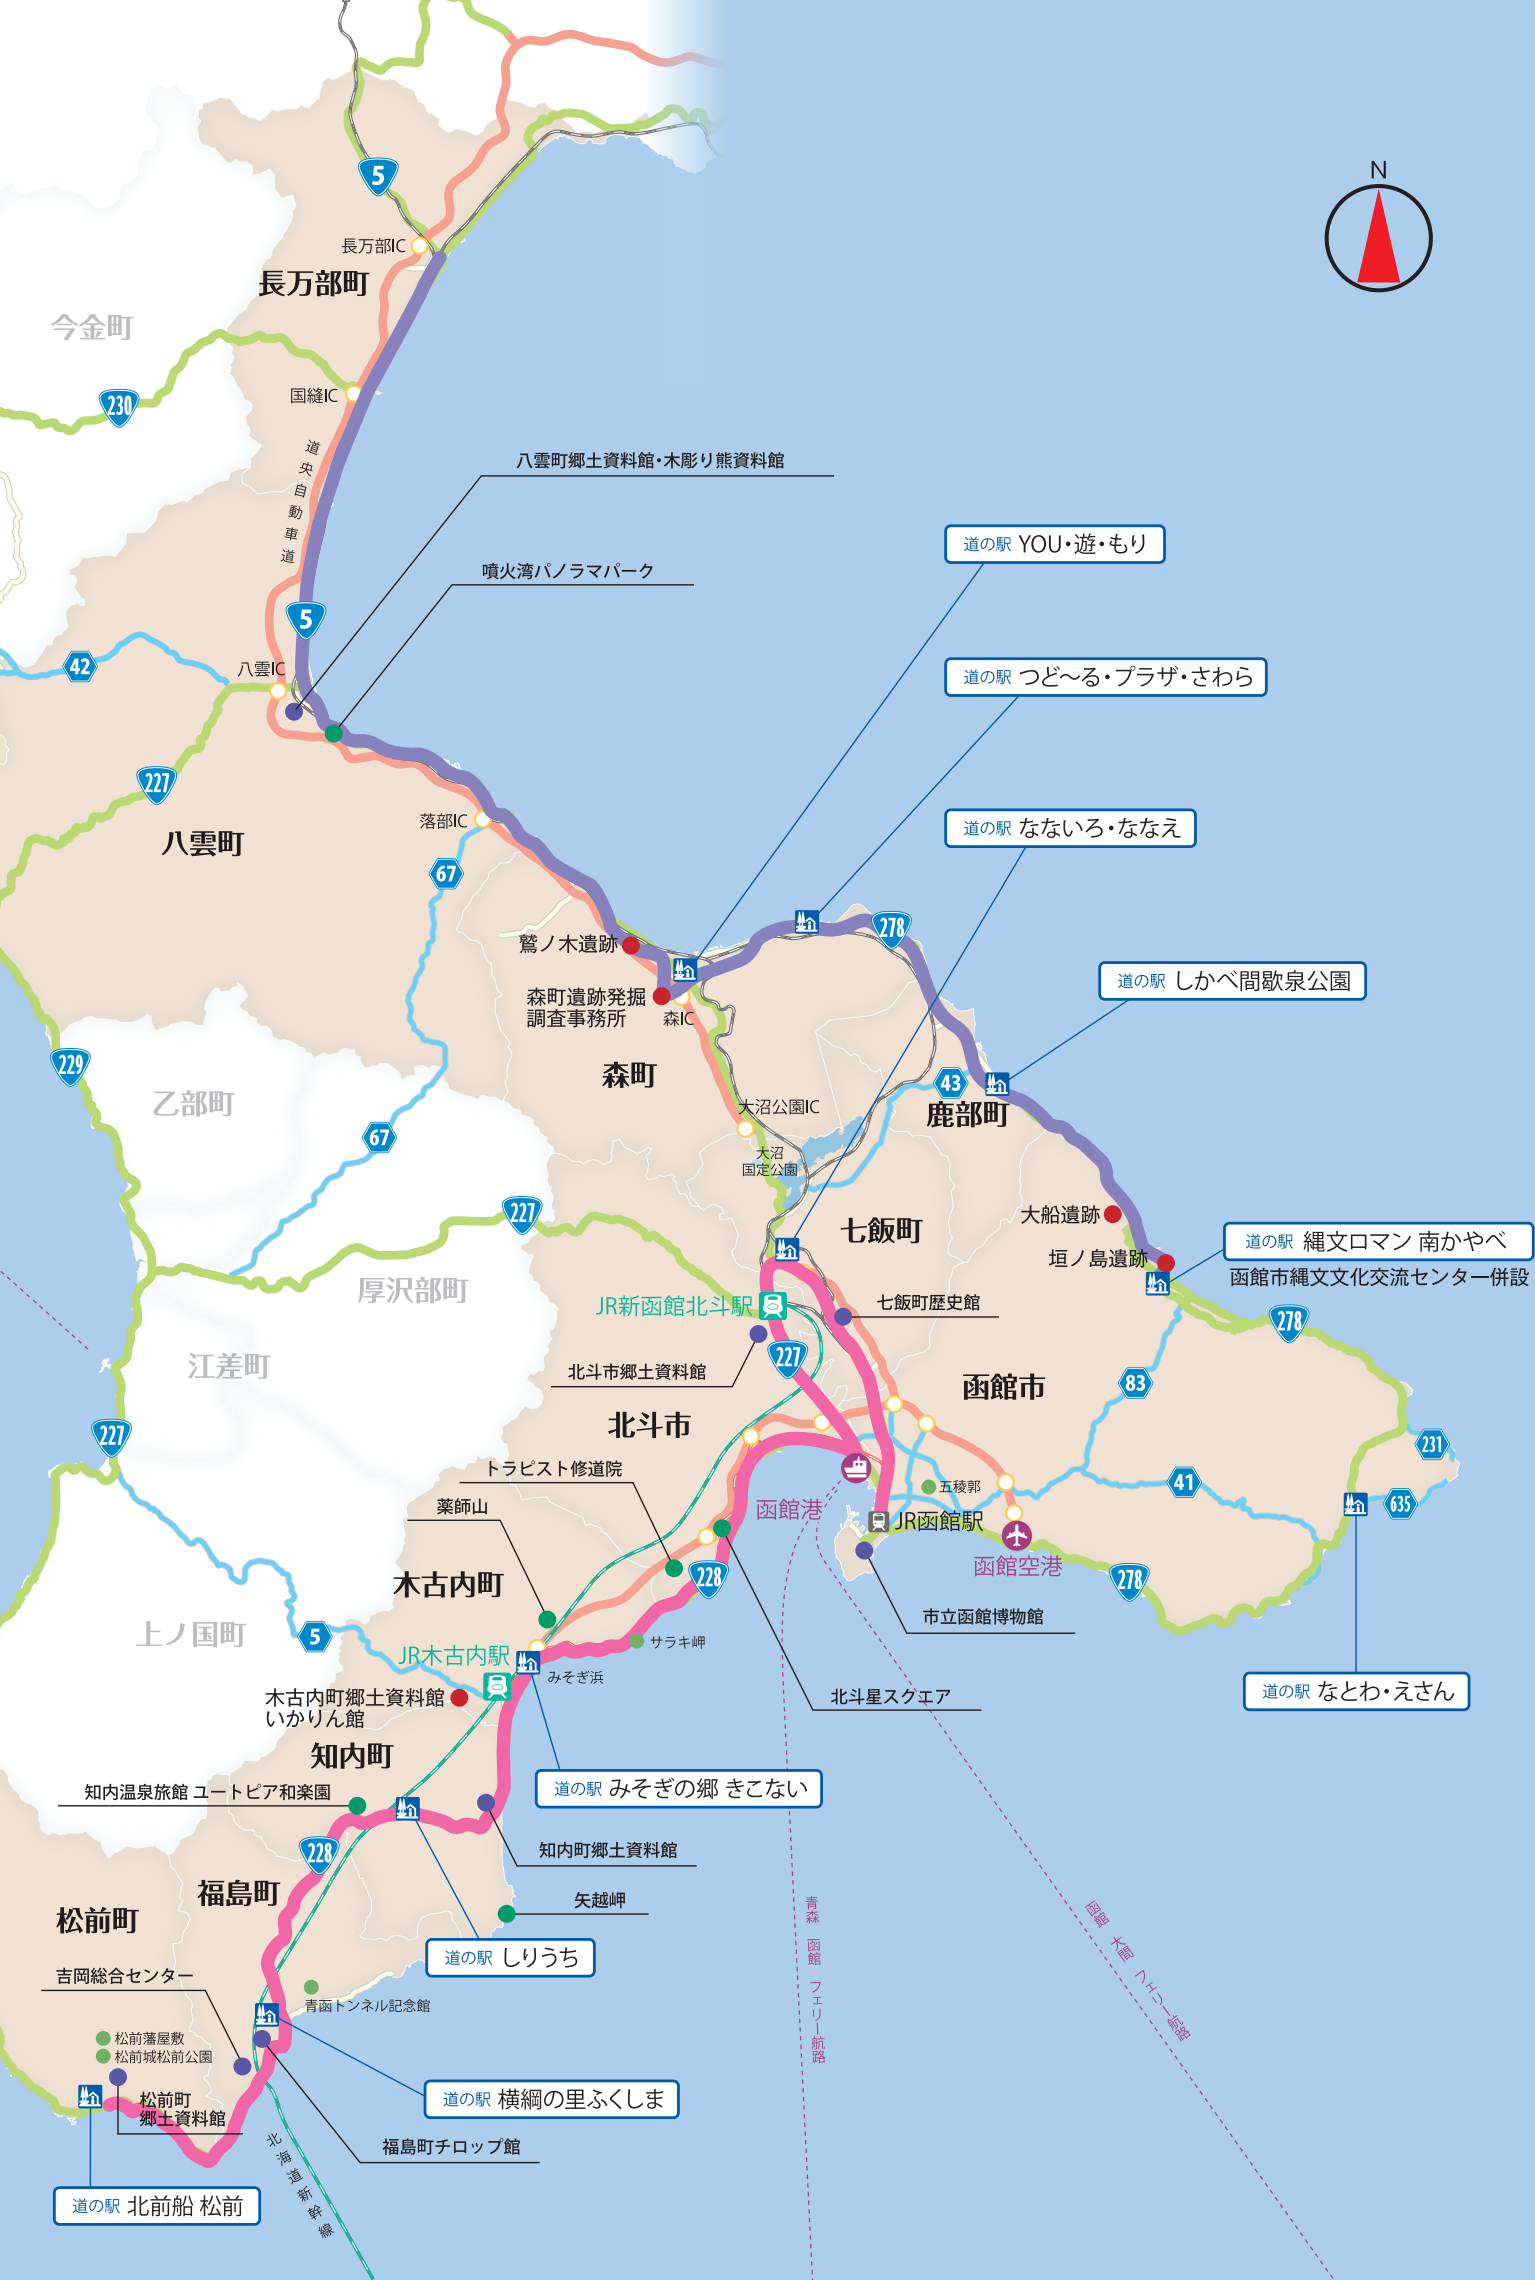 N
5
長万部IC
長万部町
今金町
国縫IC
230
道央自動車道
八雲町郷土資料館・木彫り熊資料館
道の駅 YOU・遊・もり
噴火湾パノラマパーク
5
42
八雲IC
道の駅 つど〜る・プラザ・さわら
227
八雲町
落部IC
道の駅 なないろ・ななえ
67
278
鷲ノ木遺跡
森町遺跡発掘
調査事務所
森IC
道の駅 しかべ間歇泉公園
229
森町
43
乙部町
大沼公園IC
鹿部町
67
大沼
国定公園
227
七飯町
大船遺跡
垣ノ島遺跡
道の駅 縄文ロマン 南かやべ
函館市縄文文化交流センター併設
厚沢部町
JR新函館北斗駅
七飯町歴史館
278
江差町
227
北斗市郷土資料館
函館市
83
北斗市
227
231
トラピスト修道院
41
五稜郭
薬師山
函館港
JR函館駅
635
函館空港
木古内町
228
278
上ノ国町
5
市立函館博物館
サラキ岬
JR木古内駅
みそぎ浜
木古内町郷土資料館
いかりん館
北斗星スクエア
道の駅 なとわ・えさん
知内町
知内温泉旅館 ユートピア和楽園
道の駅 みそぎの郷 きこない
228
知内町郷土資料館
福島町
矢越岬
松前町
青森 函館 フェリー航路
函館 大間 フェリー航路
道の駅 しりうち
吉岡総合センター
青函トンネル記念館
松前藩屋敷
松前城松前公園
松前町
郷土資料館
道の駅 横綱の里ふくしま
福島町チロップ館
北海道新幹線
道の駅 北前船 松前